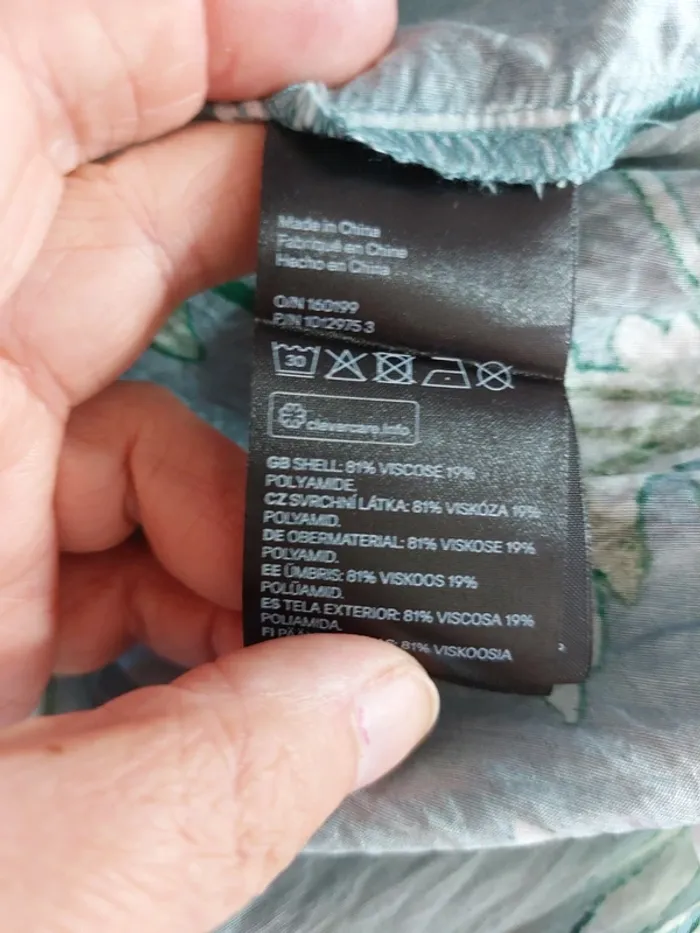 Made in China
Fabriqué en Chine
Hecho en China
O/N 160199
P/N 1012975 3
30
clevercare.info
GB SHELL: 81% VISCOSE 19%
POLYAMIDE.
CZ SVRCHNÍ LÁTKA: 81% VISKÓZA 19%
POLYAMID.
DE OBERMATERIAL: 81% VISKOSE 19%
POLYAMID.
EE ÜMBRIS: 81% VISKOOS 19%
POLÜAMIID.
ES TELA EXTERIOR: 81% VISCOSA 19%
POLIAMIDA.
FI 81% VISKOOSIA